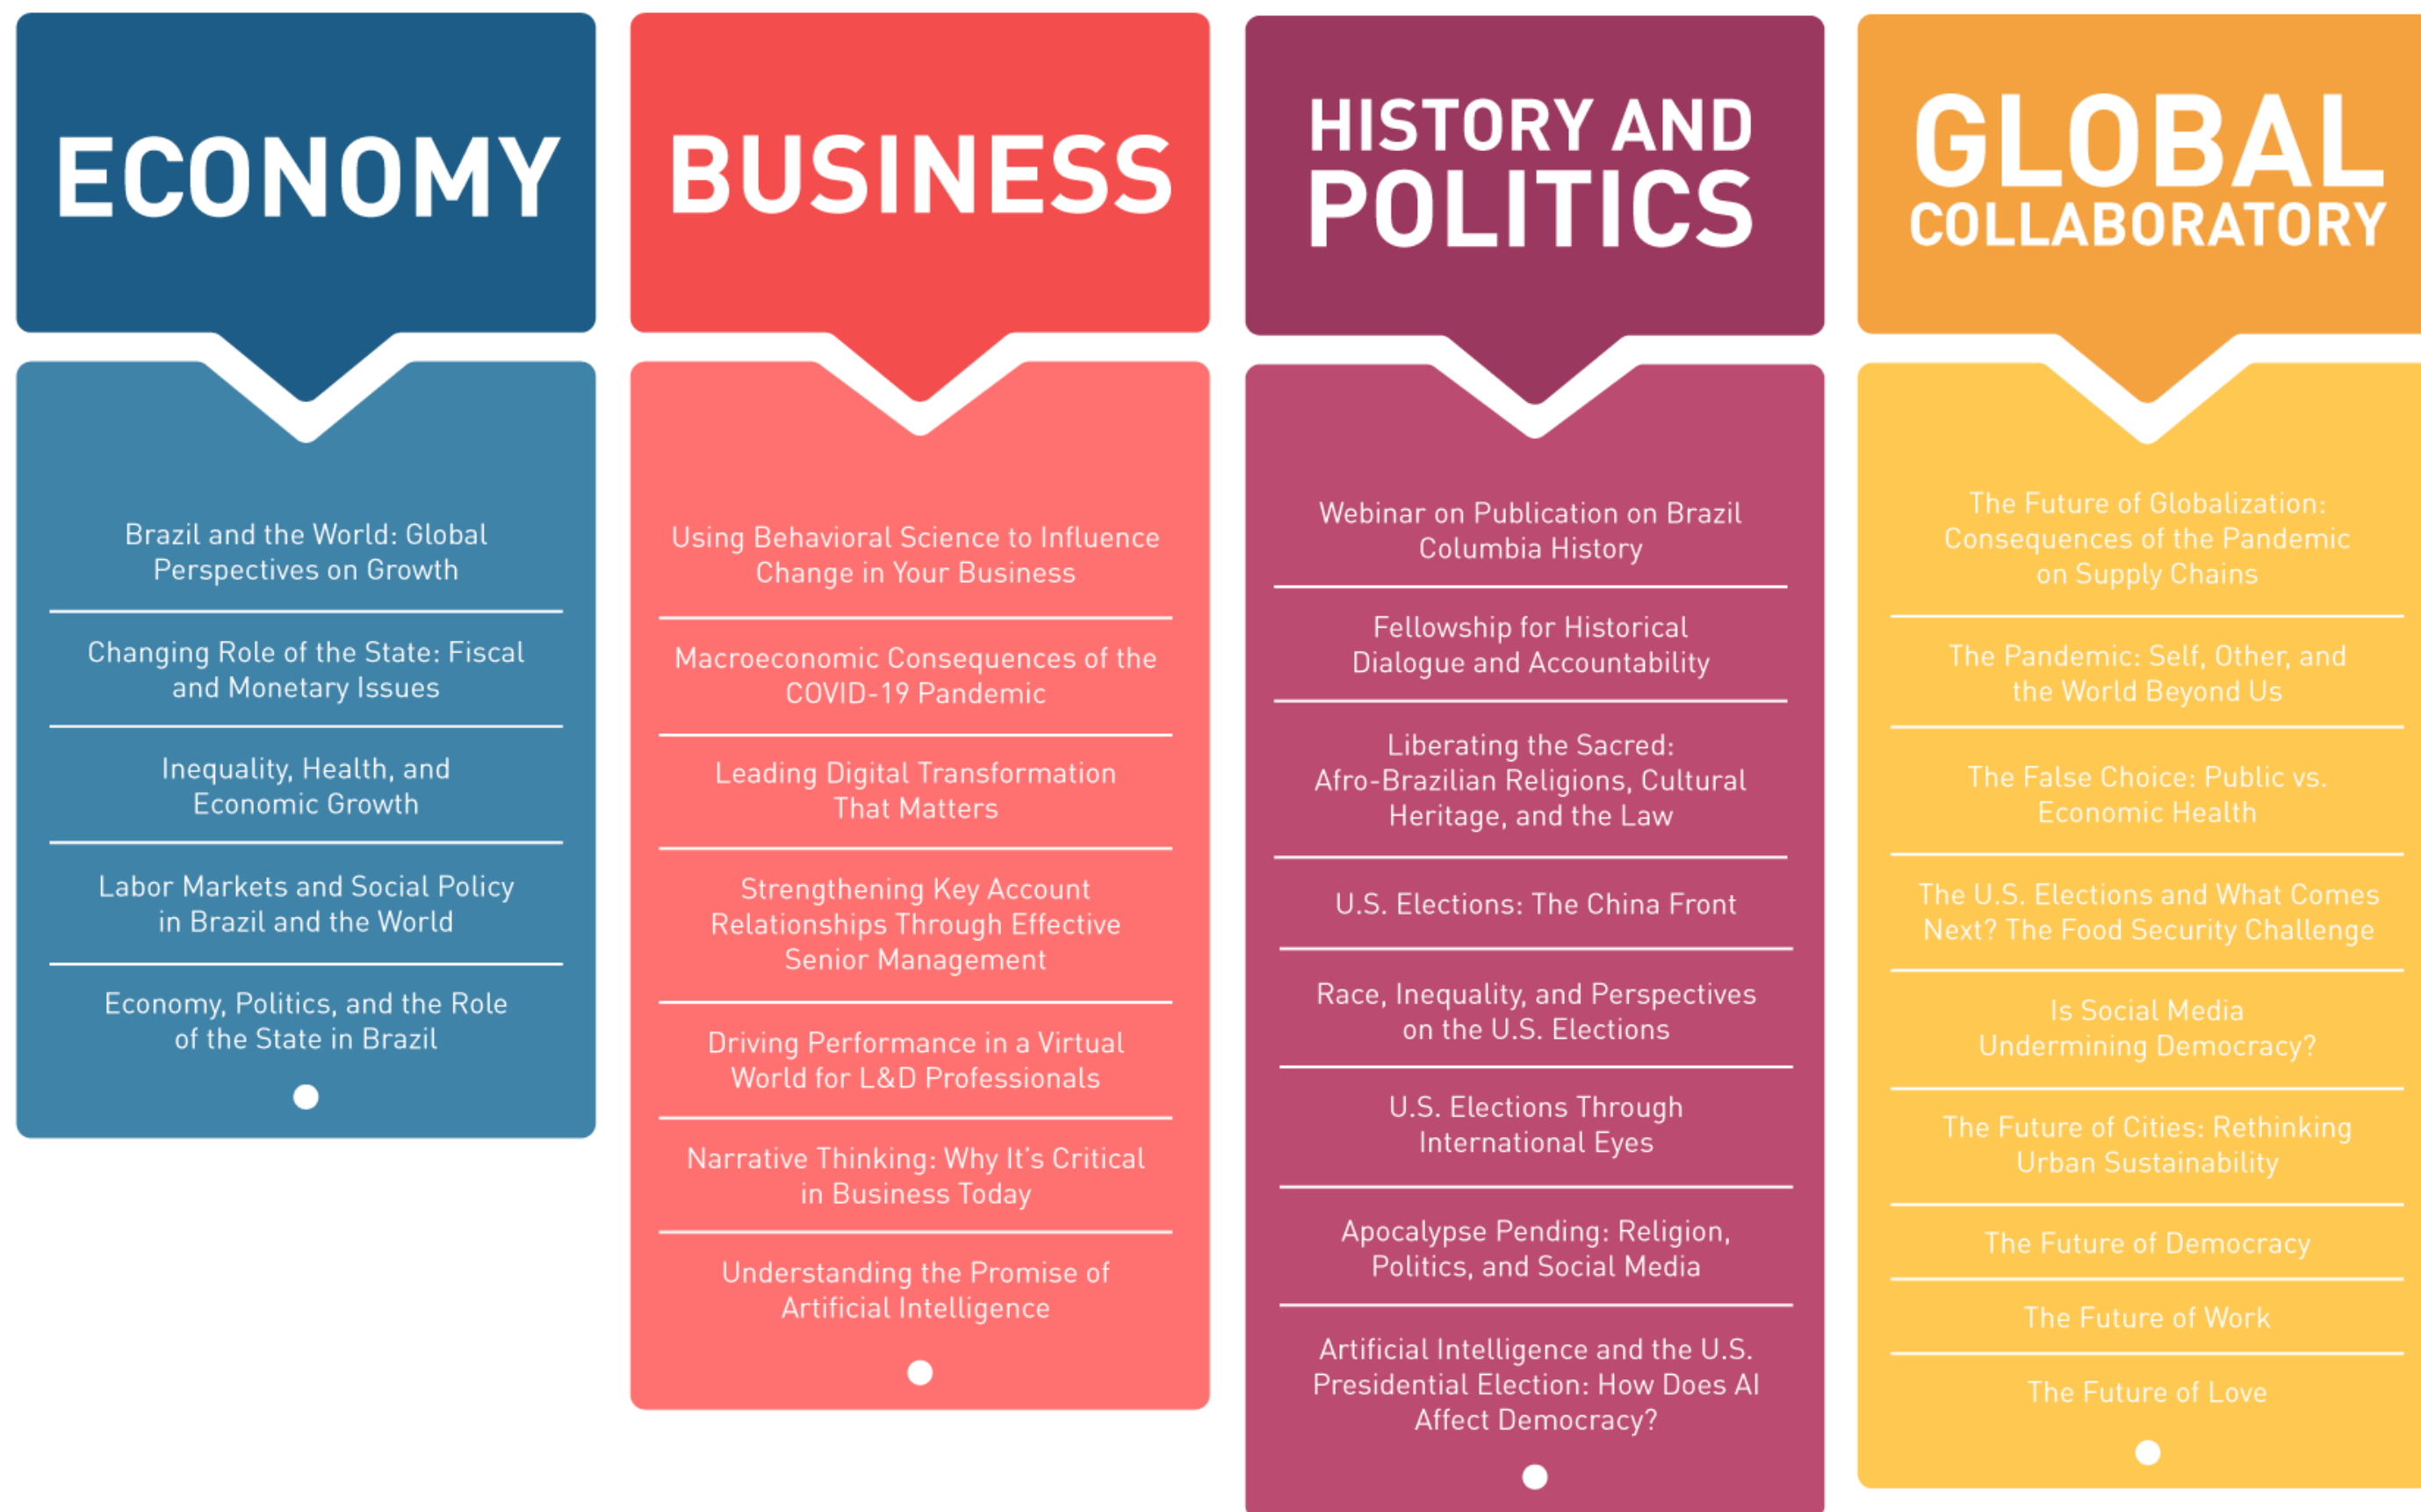 ECONOMY
Brazil and the World: Global
Perspectives on Growth
Changing Role of the State: Fiscal
and Monetary Issues
Inequality, Health, and
Economic Growth
Labor Markets and Social Policy
in Brazil and the World
Economy, Politics, and the Role
of the State in Brazil
BUSINESS
Using Behavioral Science to Influence
Change in Your Business
Macroeconomic Consequences of the
COVID-19 Pandemic
Leading Digital Transformation
That Matters
Strengthening Key Account
Relationships Through Effective
Senior Management
Driving Performance in a Virtual
World for L&D Professionals
Narrative Thinking: Why It’s Critical
in Business Today
Understanding the Promise of
Artificial Intelligence
HISTORY AND
POLITICS
Webinar on Publication on Brazil
Columbia History
Fellowship for Historical
Dialogue and Accountability
Liberating the Sacred:
Afro-Brazilian Religions, Cultural
Heritage, and the Law
U.S. Elections: The China Front
Race, Inequality, and Perspectives
on the U.S. Elections
U.S. Elections Through
International Eyes
Apocalypse Pending: Religion,
Politics, and Social Media
Artificial Intelligence and the U.S.
Presidential Election: How Does AI
Affect Democracy?
GLOBAL
COLLABORATORY
The Future of Globalization:
Consequences of the Pandemic
on Supply Chains
The Pandemic: Self, Other, and
the World Beyond Us
The False Choice: Public vs.
Economic Health
The U.S. Elections and What Comes
Next? The Food Security Challenge
Is Social Media
Undermining Democracy?
The Future of Cities: Rethinking
Urban Sustainability
The Future of Democracy
The Future of Work
The Future of Love